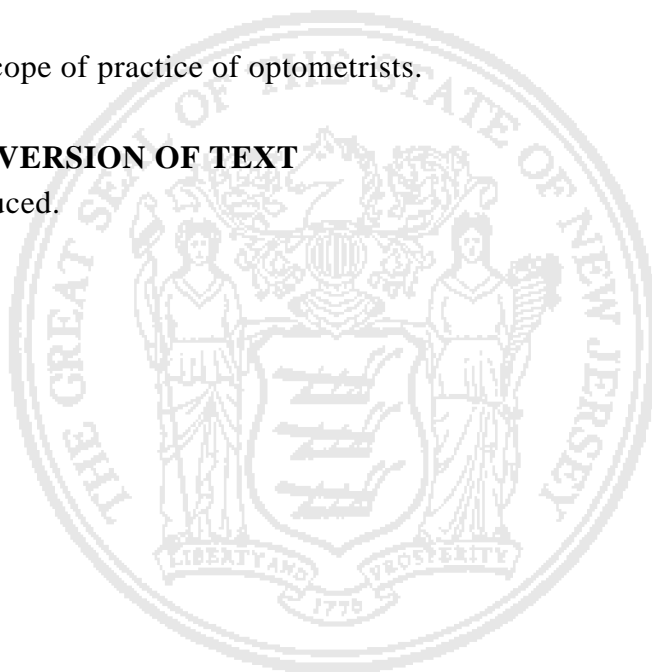 cope of practice of optometrists.
VERSION OF TEXT
uced.
THE GREAT SEAL OF THE STATE OF NEW JERSEY
LIBERTY AND PROSPERITY
1776